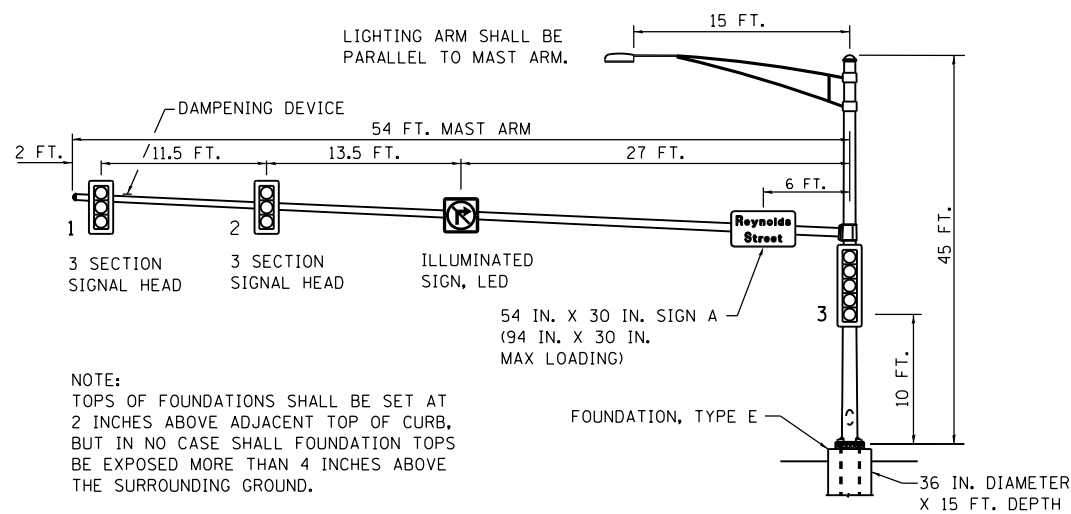 15 FT.
LIGHTING ARM SHALL BE
PARALLEL TO MAST ARM.
DAMPENING DEVICE
54 FT. MAST ARM
2 FT.
11.5 FT.
13.5 FT.
27 FT.
6 FT.
Reynolds
Street
45 FT.
1
2
3 SECTION
SIGNAL HEAD
3 SECTION
SIGNAL HEAD
ILLUMINATED
SIGN, LED
54 IN. X 30 IN. SIGN A
(94 IN. X 30 IN.
MAX LOADING)
3
10 FT.
NOTE:
TOPS OF FOUNDATIONS SHALL BE SET AT
2 INCHES ABOVE ADJACENT TOP OF CURB,
BUT IN NO CASE SHALL FOUNDATION TOPS
BE EXPOSED MORE THAN 4 INCHES ABOVE
THE SURROUNDING GROUND.
FOUNDATION, TYPE E
36 IN. DIAMETER
X 15 FT. DEPTH